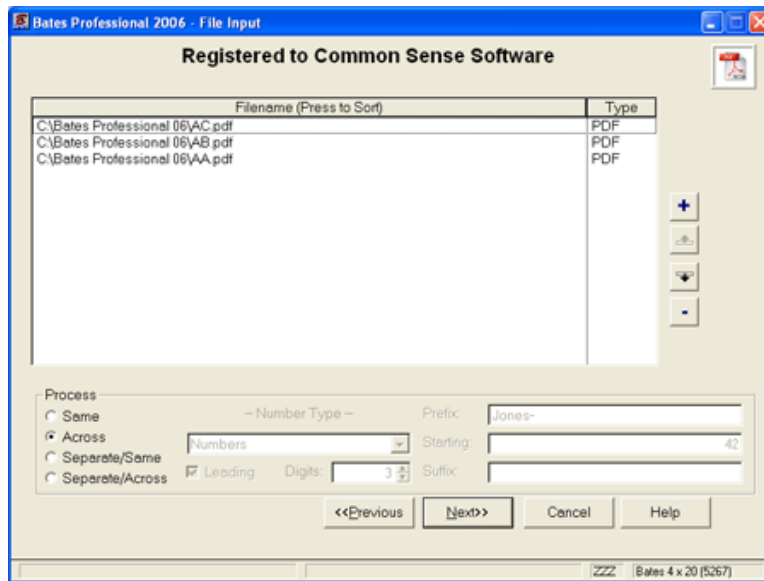 Bates Professional 2006 - File Input
Registered to Common Sense Software
Filename (Press to Sort) Type
C:\Bates Professional 06\AC.pdf PDF
C:\Bates Professional 06\AB.pdf PDF
C:\Bates Professional 06\AA.pdf PDF
+
-
Process
Same
– Number Type –
Prefix: Jones-
Across
Numbers
Starting: 42
Separate/Same
Leading Digits: 3 Suffix:
Separate/Across
<<Previous Next>> Cancel Help
ZZZ Bates 4 x 20 (5267)